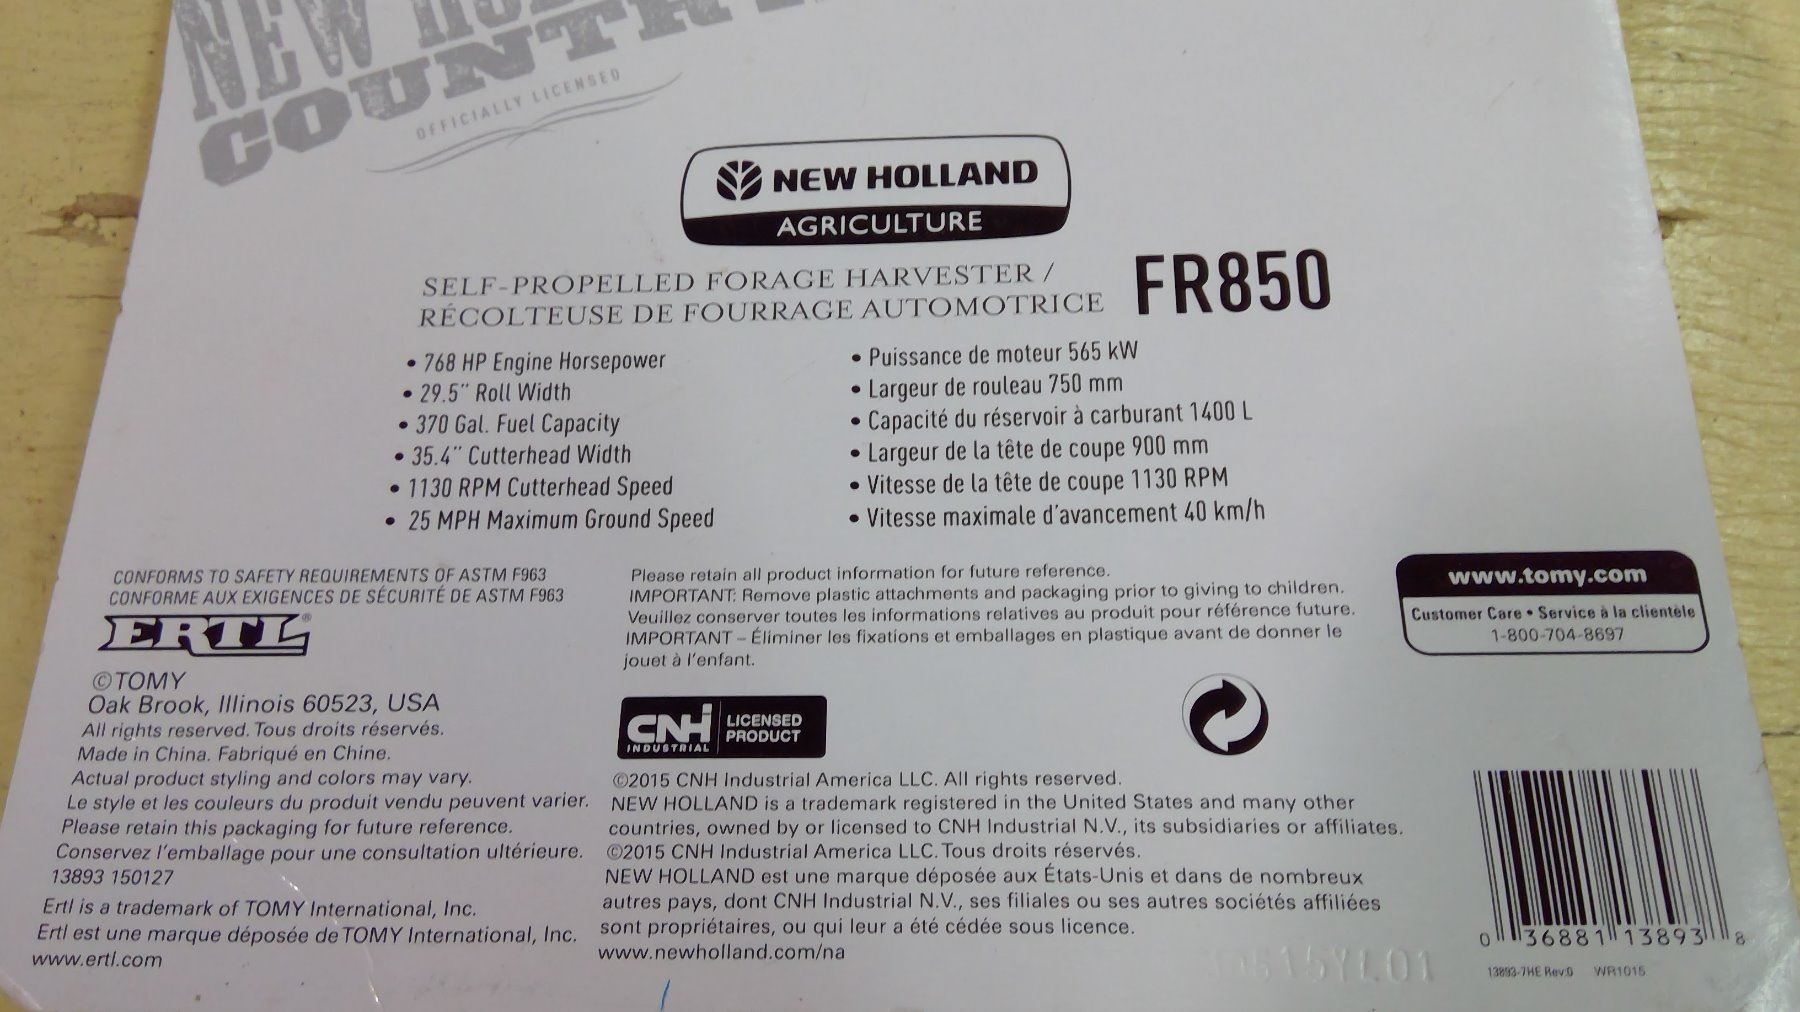 NEW
COUNTR
OFFICIALLY LICENSED
NEW HOLLAND
AGRICULTURE
SELF-PROPELLED FORAGE HARVESTER /
RÉCOLTEUSE DE FOURRAGE AUTOMOTRICE
FR850
• 768 HP Engine Horsepower
• 29.5" Roll Width
• 370 Gal. Fuel Capacity
• 35.4" Cutterhead Width
• 1130 RPM Cutterhead Speed
• 25 MPH Maximum Ground Speed
• Puissance de moteur 565 kW
• Largeur de rouleau 750 mm
• Capacité du réservoir à carburant 1400 L
• Largeur de la tête de coupe 900 mm
• Vitesse de la tête de coupe 1130 RPM
• Vitesse maximale d'avancement 40 km/h
CONFORMS TO SAFETY REQUIREMENTS OF ASTM F963
CONFORME AUX EXIGENCES DE SÉCURITÉ DE ASTM F963
ERTL®
©TOMY
Oak Brook, Illinois 60523, USA
All rights reserved. Tous droits réservés.
Made in China. Fabriqué en Chine.
Actual product styling and colors may vary.
Le style et les couleurs du produit vendu peuvent varier.
Please retain this packaging for future reference.
Conservez l'emballage pour une consultation ultérieure.
13893 150127
Ertl is a trademark of TOMY International, Inc.
Ertl est une marque déposée de TOMY International, Inc.
www.ertl.com
Please retain all product information for future reference.
IMPORTANT: Remove plastic attachments and packaging prior to giving to children.
Veuillez conserver toutes les informations relatives au produit pour référence future.
IMPORTANT – Éliminer les fixations et emballages en plastique avant de donner le
jouet à l'enfant.
CNH
INDUSTRIAL
LICENSED
PRODUCT
©2015 CNH Industrial America LLC. All rights reserved.
NEW HOLLAND is a trademark registered in the United States and many other
countries, owned by or licensed to CNH Industrial N.V., its subsidiaries or affiliates.
©2015 CNH Industrial America LLC. Tous droits réservés.
NEW HOLLAND est une marque déposée aux États-Unis et dans de nombreux
autres pays, dont CNH Industrial N.V., ses filiales ou ses autres sociétés affiliées
sont propriétaires, ou qui leur a été cédée sous licence.
www.newholland.com/na
www.tomy.com
Customer Care • Service à la clientèle
1-800-704-8697
0 36881 13893 8
13893-7HE Rev:0 WR1015